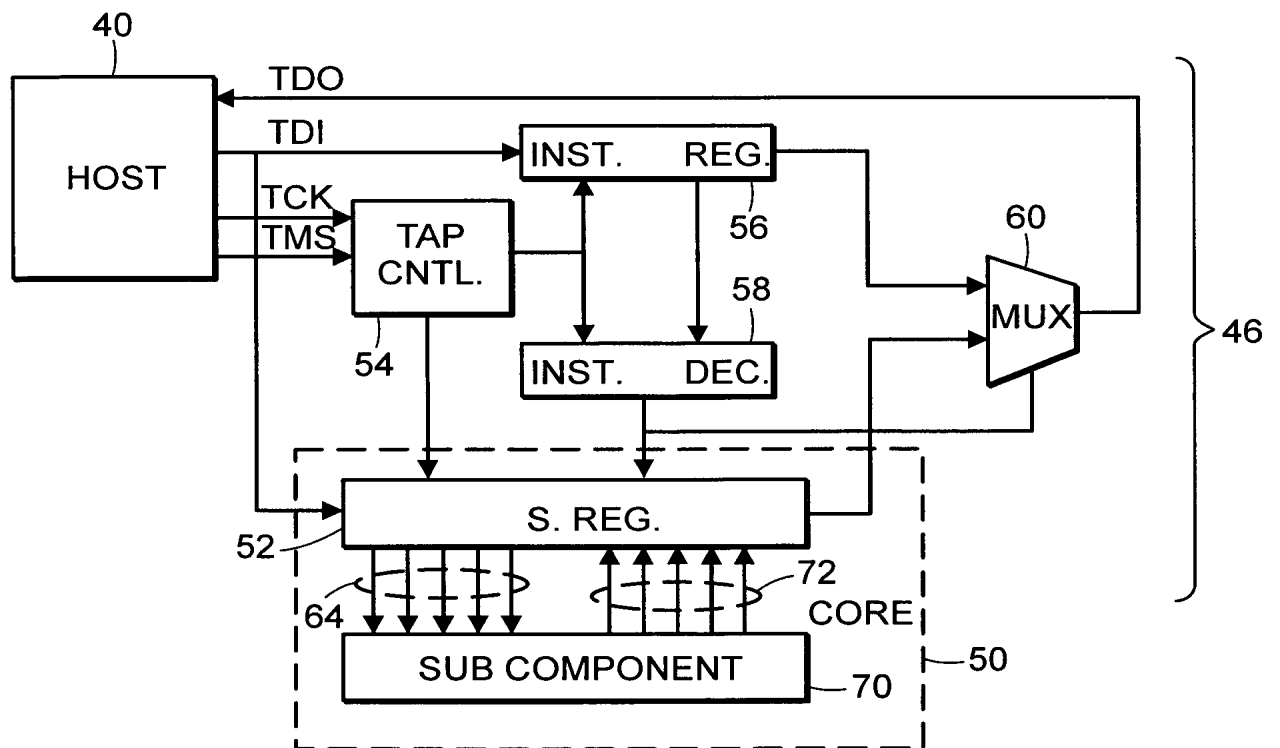 40
TDO
TDI
HOST
INST. REG.
TCK
TMS
TAP
CNTL.
56
60
58
MUX
46
54
INST. DEC.
S. REG.
52
64
72
CORE
SUB COMPONENT
50
70